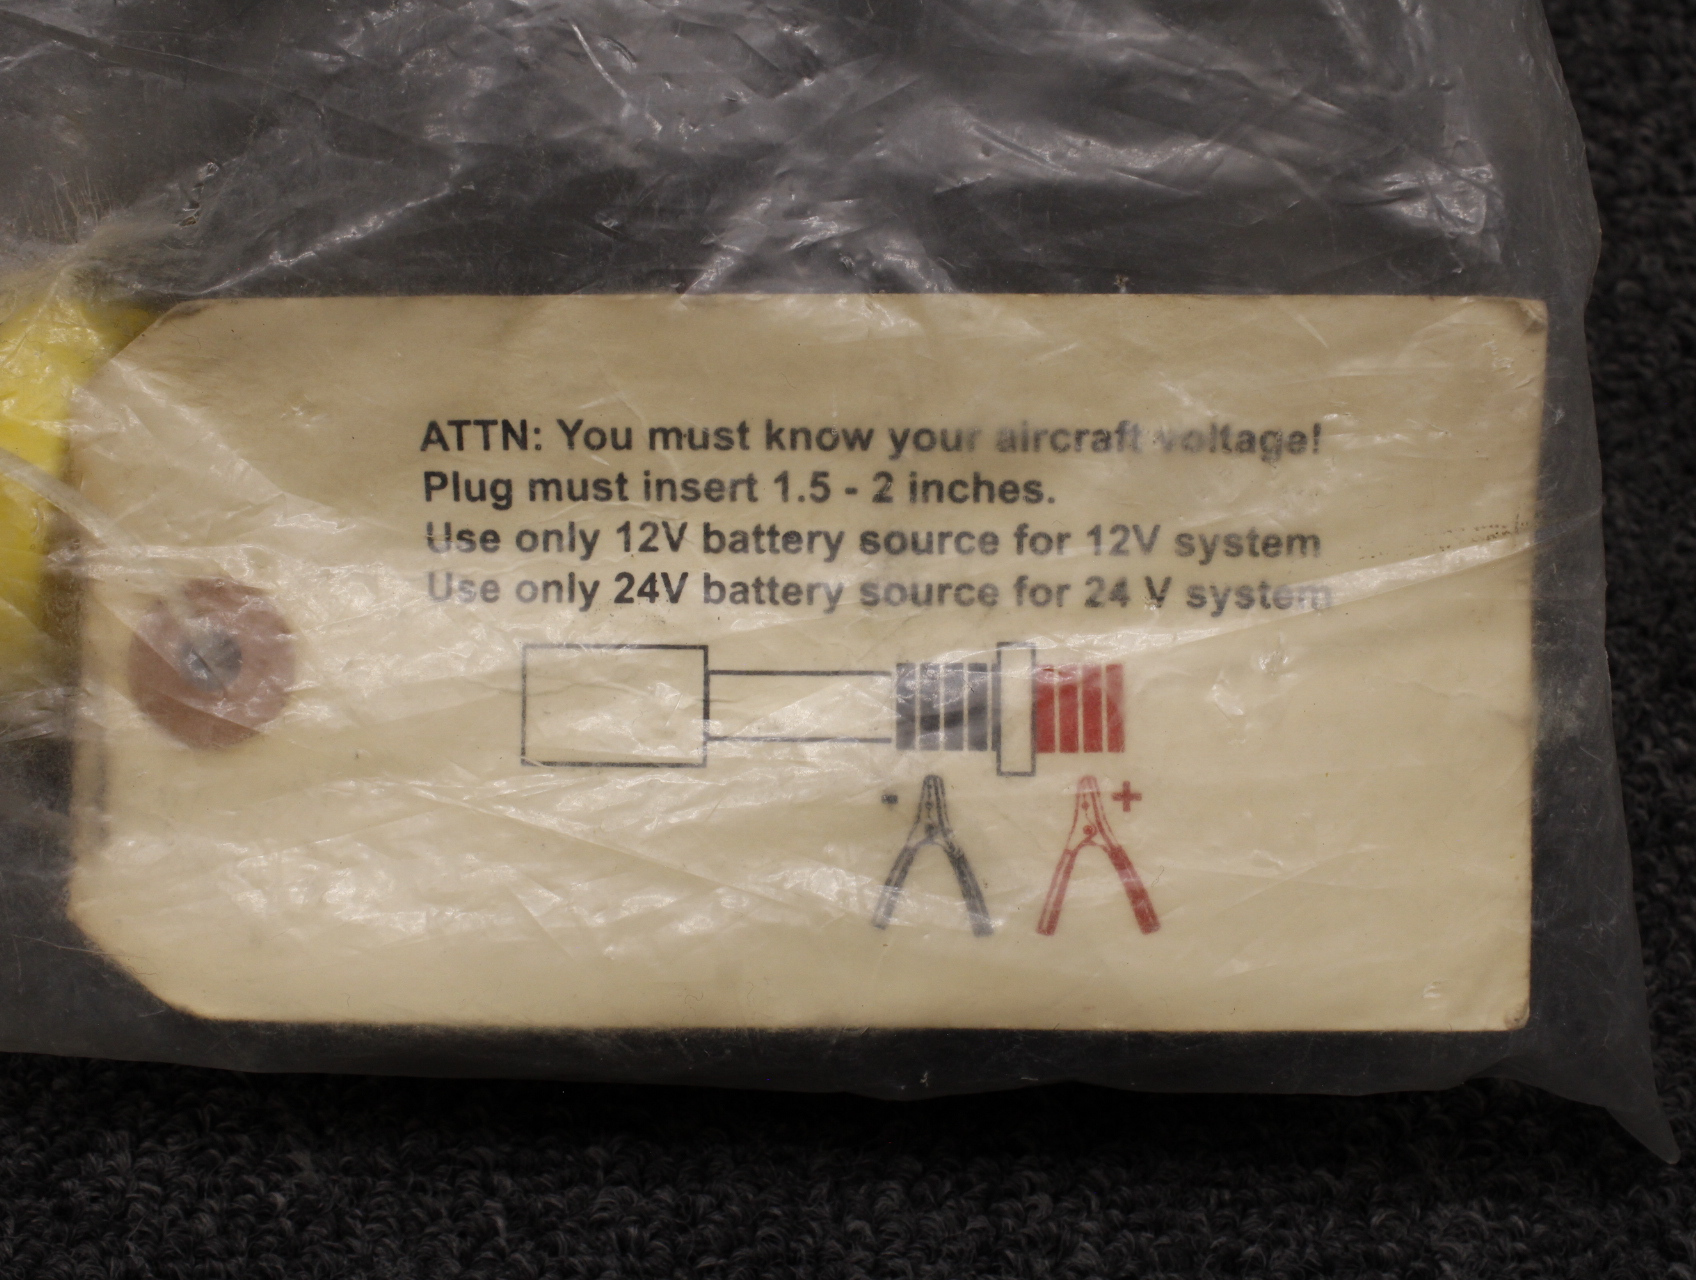 ATTN: You must know your aircraft voltage!
Plug must insert 1.5 - 2 inches.
Use only 12V battery source for 12V system
Use only 24V battery source for 24 V system
- +